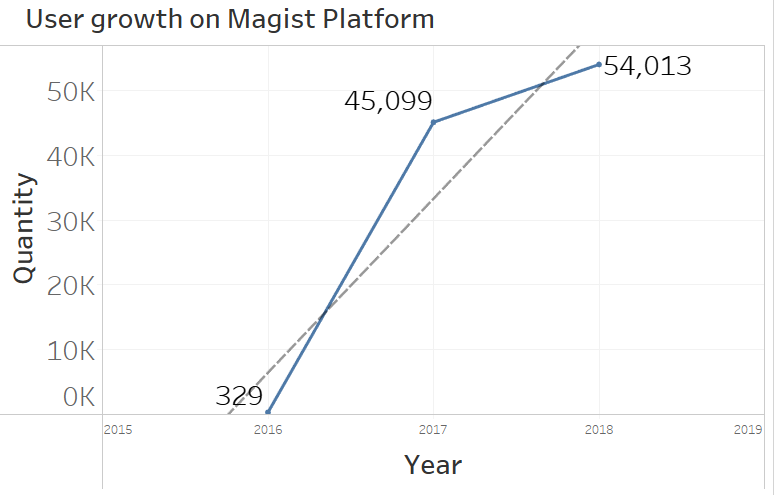 User growth on Magist Platform
54,013
50K
45,099
40K
30K
Quantity
20K
10K
329
0K
2015 2016 2017 2018 2019
Year